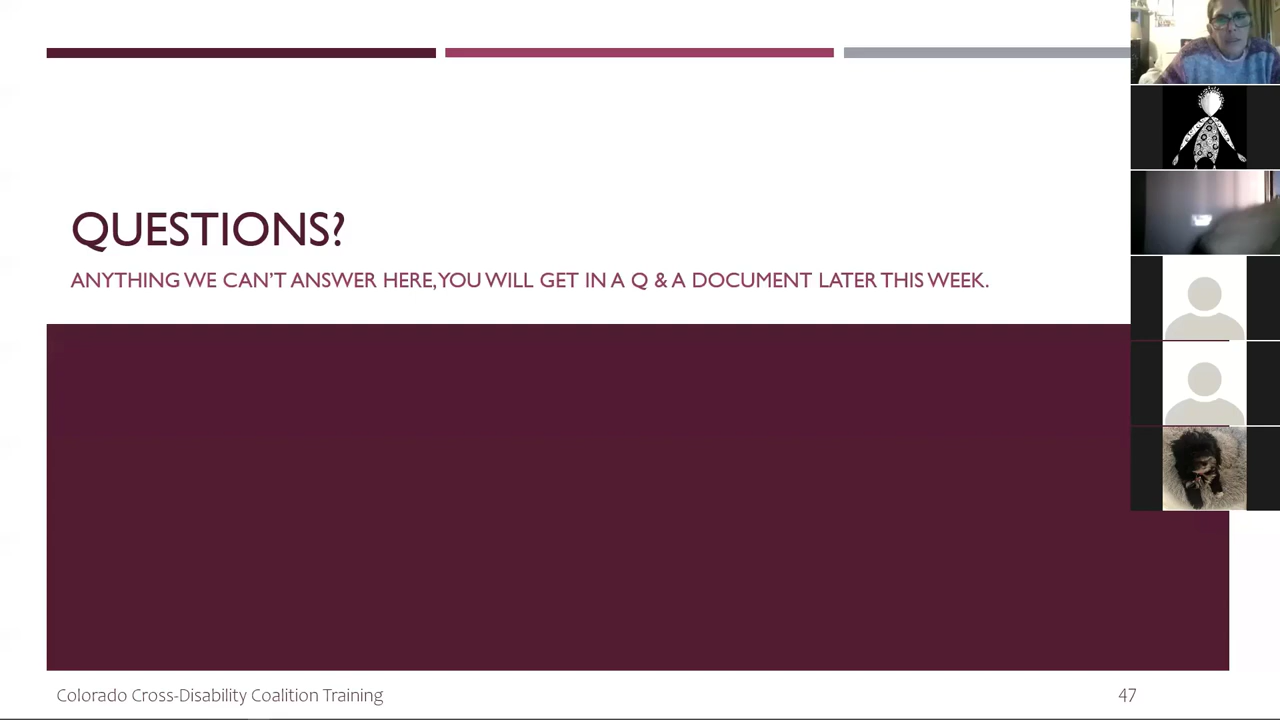 QUESTIONS?
ANYTHING WE CAN'T ANSWER HERE, YOU WILL GET IN A Q & A DOCUMENT LATER THIS WEEK.
Colorado Cross-Disability Coalition Training
47